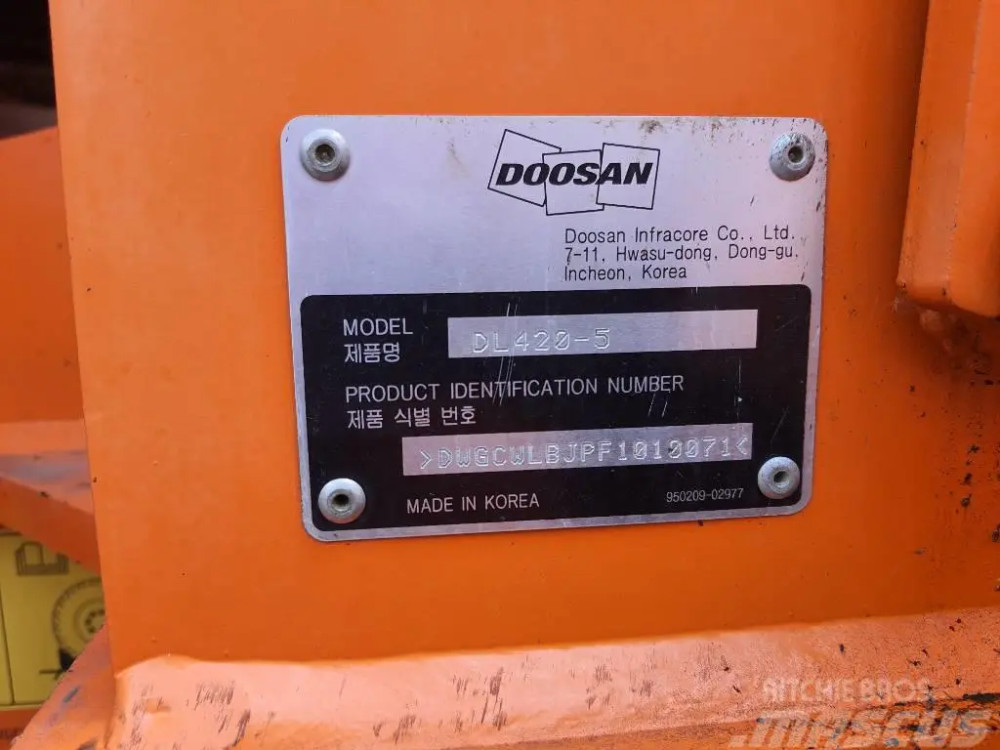 DOOSAN
Doosan Infracore Co., Ltd.
7-11, Hwasu-dong, Dong-gu,
Incheon, Korea
MODEL
제품명
DL420-5
PRODUCT IDENTIFICATION NUMBER
제품 식별 번호
>DWGCWLBJPF1010071<
MADE IN KOREA
950209-02977
RITCHIE BROS
MASCUS